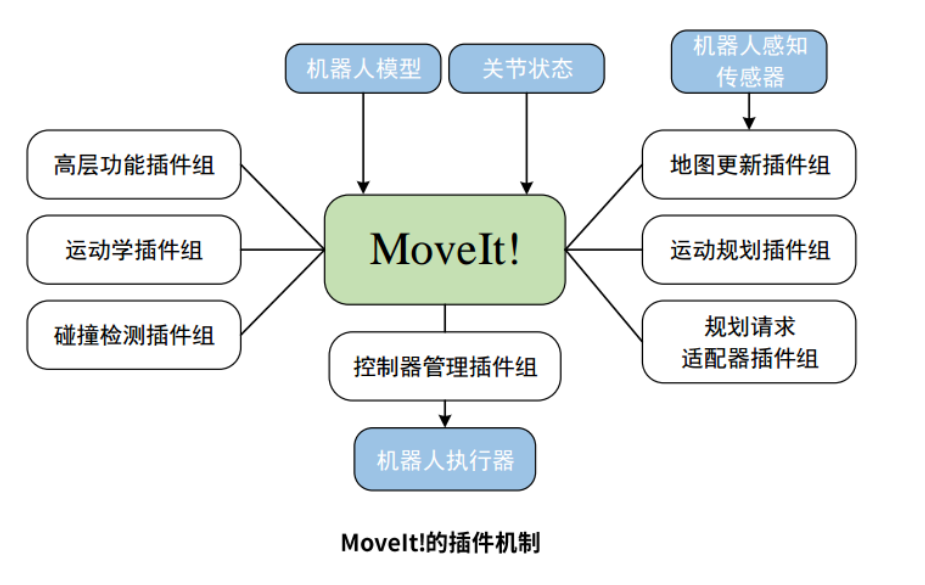 机器人模型
关节状态
机器人感知
传感器
高层功能插件组
地图更新插件组
MoveIt!
运动学插件组
运动规划插件组
碰撞检测插件组
规划请求
适配器插件组
控制器管理插件组
机器人执行器
MoveIt!的插件机制